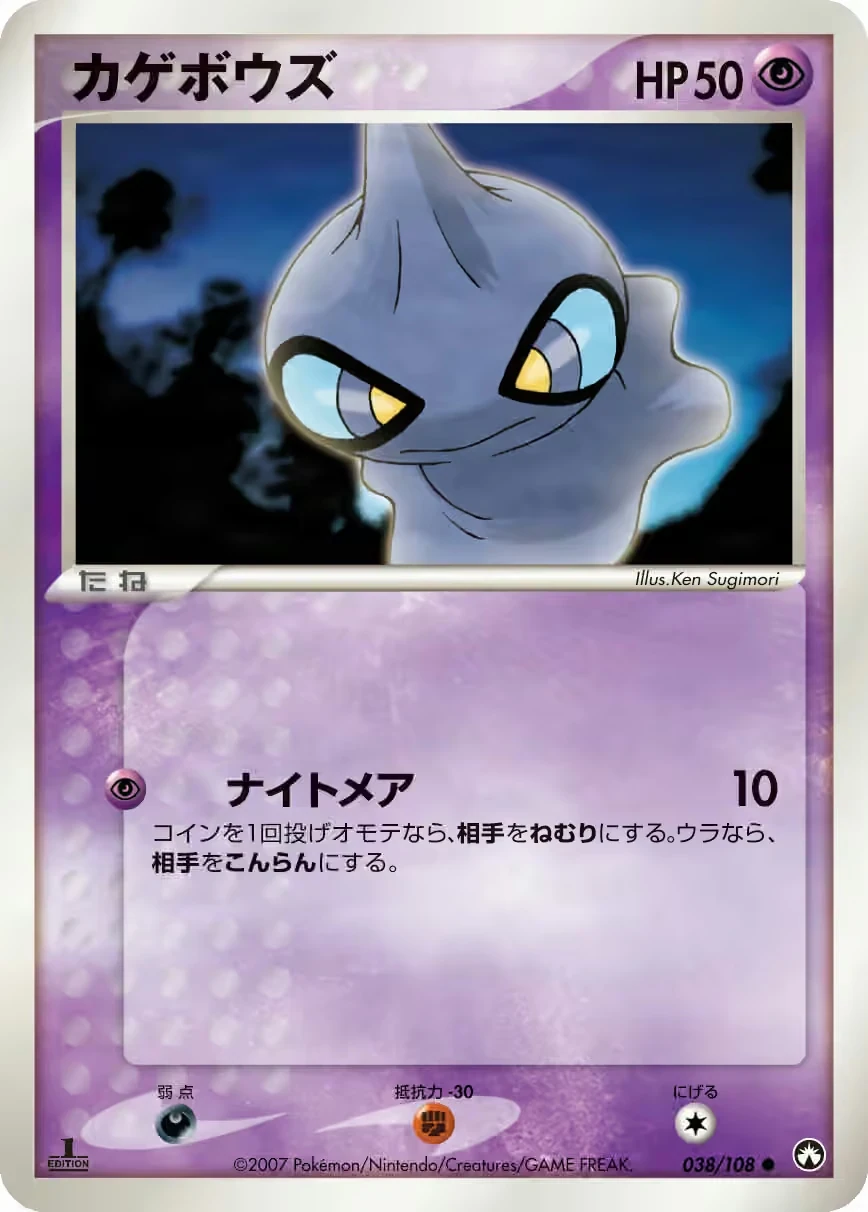 カゲボウズ
HP50
たね
Illus.Ken Sugimori
ナイトメア 10
コインを1回投げオモテなら、相手をねむりにする。ウラなら、
相手をこんらんにする。
弱点 抵抗力 -30 にげる
1
EDITION
©2007 Pokémon/Nintendo/Creatures/GAME FREAK. 038/108